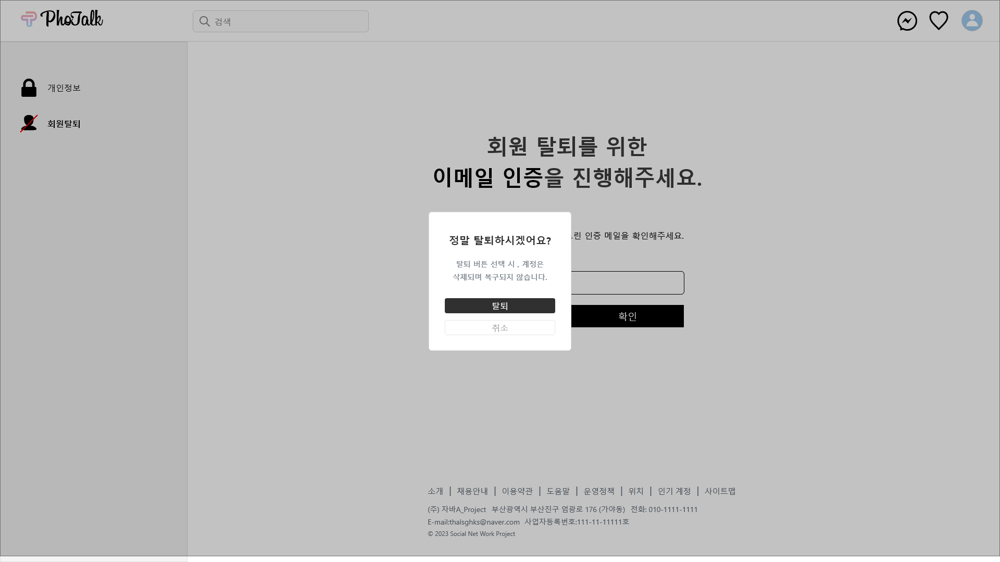 PhoTalk
검색
개인정보
회원탈퇴
회원 탈퇴를 위한
이메일 인증을 진행해주세요.
인증 메일을 확인해주세요.
정말 탈퇴하시겠어요?
탈퇴 버튼 선택 시 , 계정은
삭제되며 복구되지 않습니다.
탈퇴
확인
취소
소개 | 채용안내 | 이용약관 | 도움말 | 운영정책 | 위치 | 인기 계정 | 사이트맵
(주) 자바A_Project 부산광역시 부산진구 엄광로 176 (가야동) 전화: 010-1111-1111
E-mail:thalsghks@naver.com 사업자등록번호:111-11-11111호
© 2023 Social Net Work Project